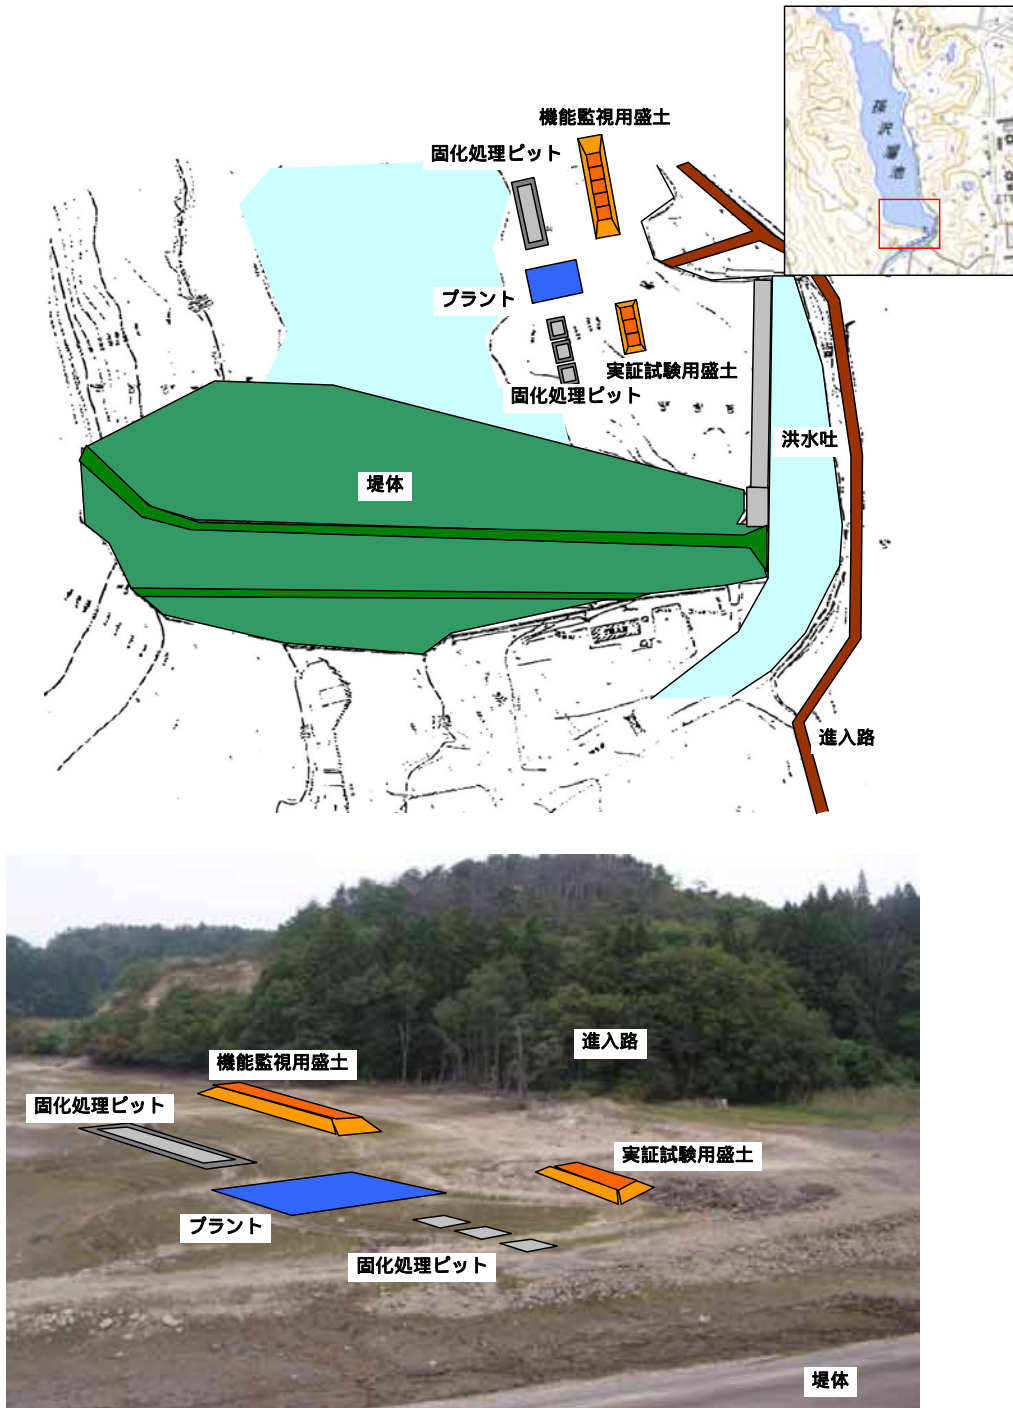 孫沢溜池
機能監視用盛土
固化処理ピット
プラント
実証試験用盛土
固化処理ピット
洪水吐
堤体
進入路
進入路
機能監視用盛土
固化処理ピット
実証試験用盛土
プラント
固化処理ピット
堤体